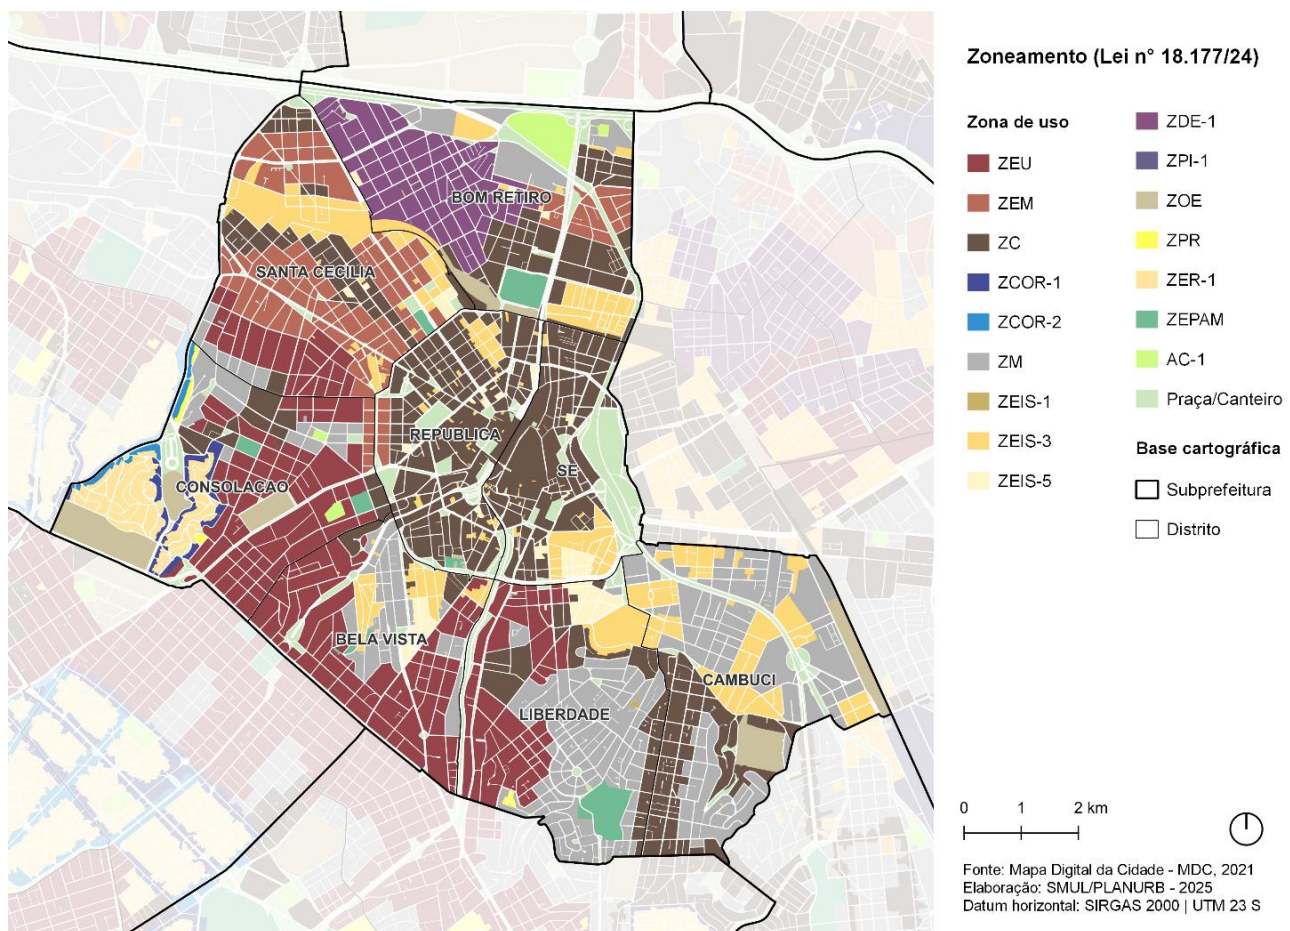 BOM RETIRO
SANTA CECÍLIA
REPUBLICA
SE
CONSOLACAO
BELA VISTA
CAMBUCI
LIBERDADE
Zoneamento (Lei n° 18.177/24)
Zona de uso
ZEU
ZEM
ZC
ZCOR-1
ZCOR-2
ZM
ZEIS-1
ZEIS-3
ZEIS-5
ZDE-1
ZPI-1
ZOE
ZPR
ZER-1
ZEPAM
AC-1
Praça/Canteiro
Base cartográfica
Subprefeitura
Distrito
0 1 2 km
Fonte: Mapa Digital da Cidade - MDC, 2021
Elaboração: SMUL/PLANURB - 2025
Datum horizontal: SIRGAS 2000 | UTM 23 S